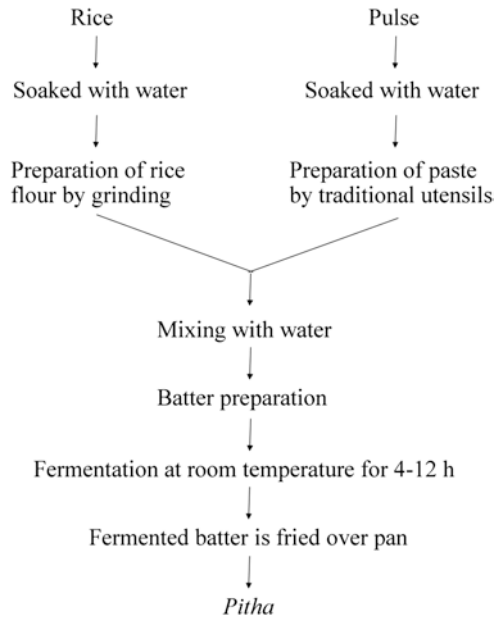 Rice
Pulse
Soaked with water
Soaked with water
Preparation of rice
flour by grinding
Preparation of paste
by traditional utensils
Mixing with water
Batter preparation
Fermentation at room temperature for 4-12 h
Fermented batter is fried over pan
Pitha